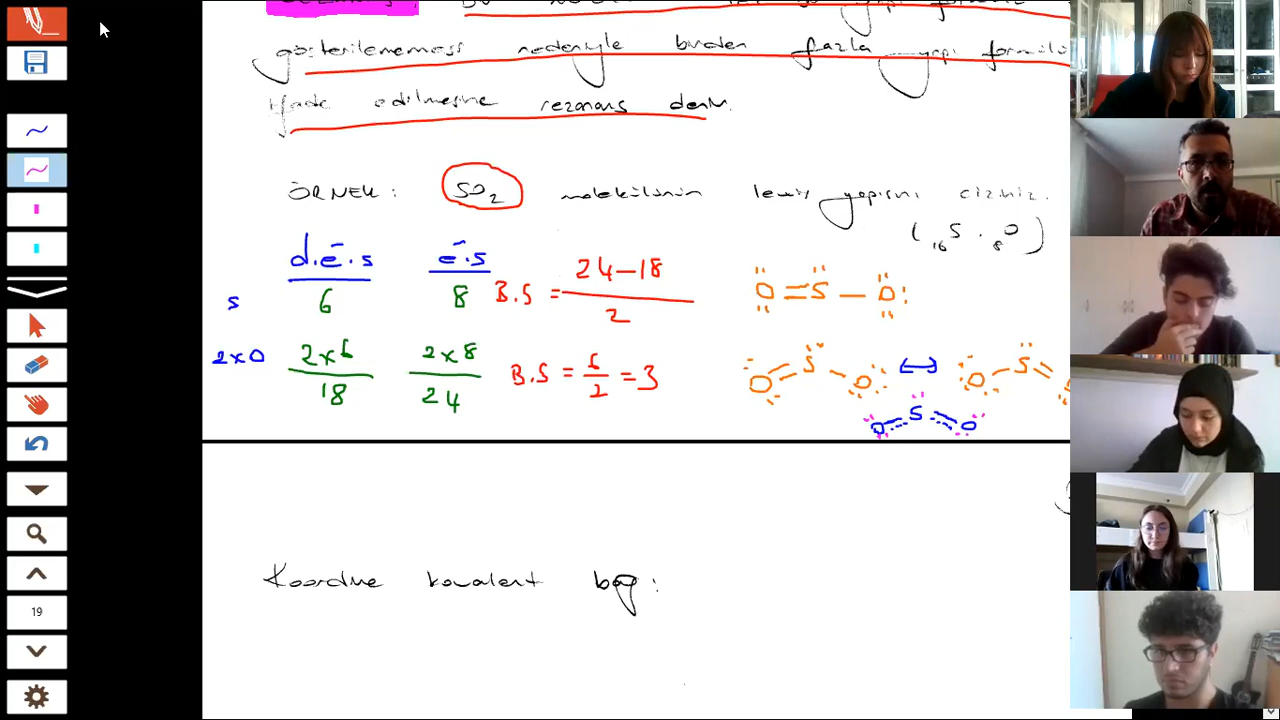 gösterilememesi nedeniyle birden fazla yapı formülü
ifade edilmesine rezonans denir.
ÖRNEK: SO2 molekülünün lewis yapısını çiziniz.
(16S, 8O)
d.ē.s ē.s
S 6 8
2xO 2x6 2x8
18 24
B.S = 24-18
2
B.S = 6/2 = 3
O=S-O
O=S-O ↔ O-S=O
O S O
Koordine kovalent bağ:
19